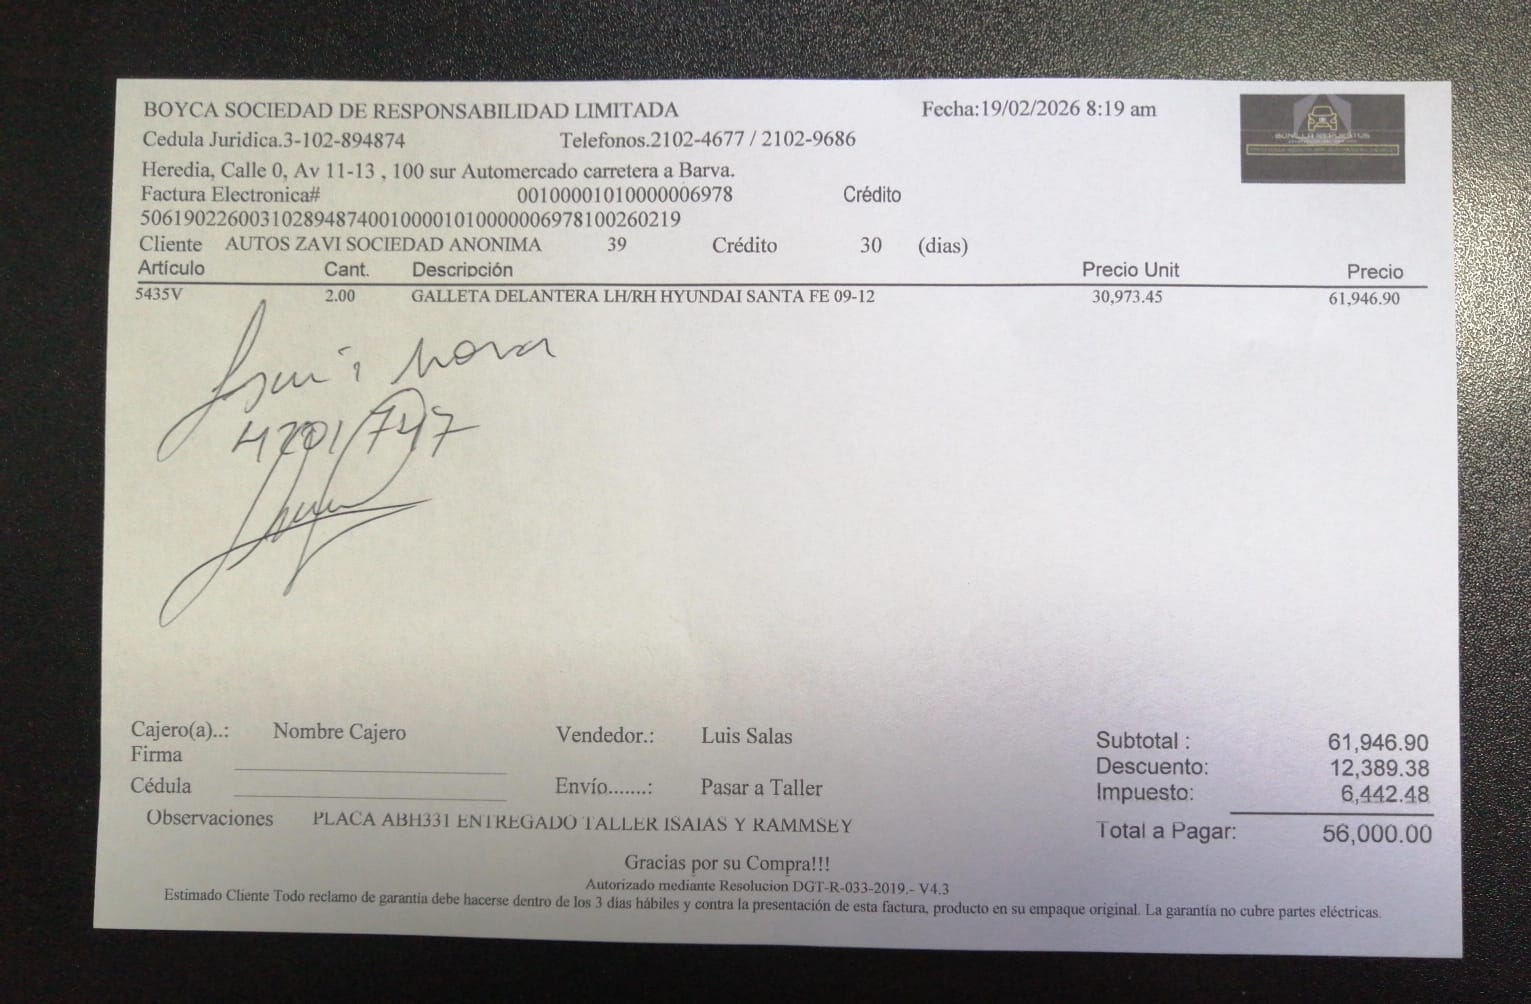 BOYCA SOCIEDAD DE RESPONSABILIDAD LIMITADA Fecha:19/02/2026 8:19 am
Cedula Juridica.3-102-894874 Telefonos.2102-4677 / 2102-9686
BONILLA REPUESTOS
Heredia, Calle 0, Av 11-13 , 100 sur Automercado carretera a Barva.
Factura Electronica# 00100001010000006978 Crédito
50619022600310289487400100001010000006978100260219
Cliente AUTOS ZAVI SOCIEDAD ANONIMA 39 Crédito 30 (dias)
Artículo Cant. Descripción Precio Unit Precio
5435V 2.00 GALLETA DELANTERA LH/RH HYUNDAI SANTA FE 09-12 30,973.45 61,946.90
Mora
4201747
Cajero(a)..: Nombre Cajero Vendedor.: Luis Salas Subtotal : 61,946.90
Firma Descuento: 12,389.38
Cédula Envío.......: Pasar a Taller Impuesto: 6,442.48
Observaciones PLACA ABH331 ENTREGADO TALLER ISAIAS Y RAMMSEY Total a Pagar: 56,000.00
Gracias por su Compra!!!
Autorizado mediante Resolucion DGT-R-033-2019.- V4.3
Estimado Cliente Todo reclamo de garantia debe hacerse dentro de los 3 días hábiles y contra la presentación de esta factura, producto en su empaque original. La garantía no cubre partes eléctricas.